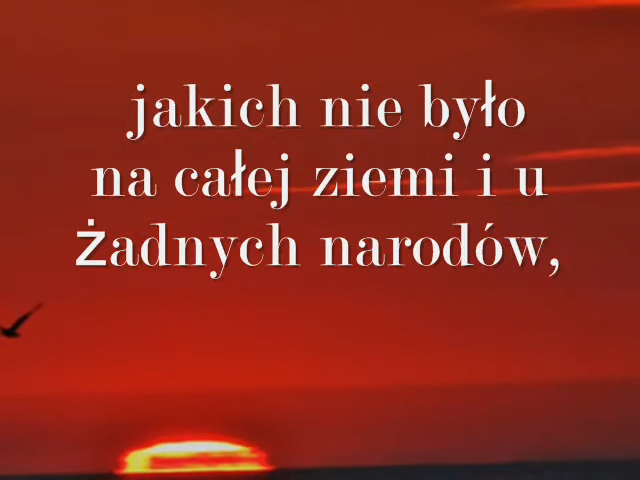 jakich nie było
na całej ziemi i u
żadnych narodów,